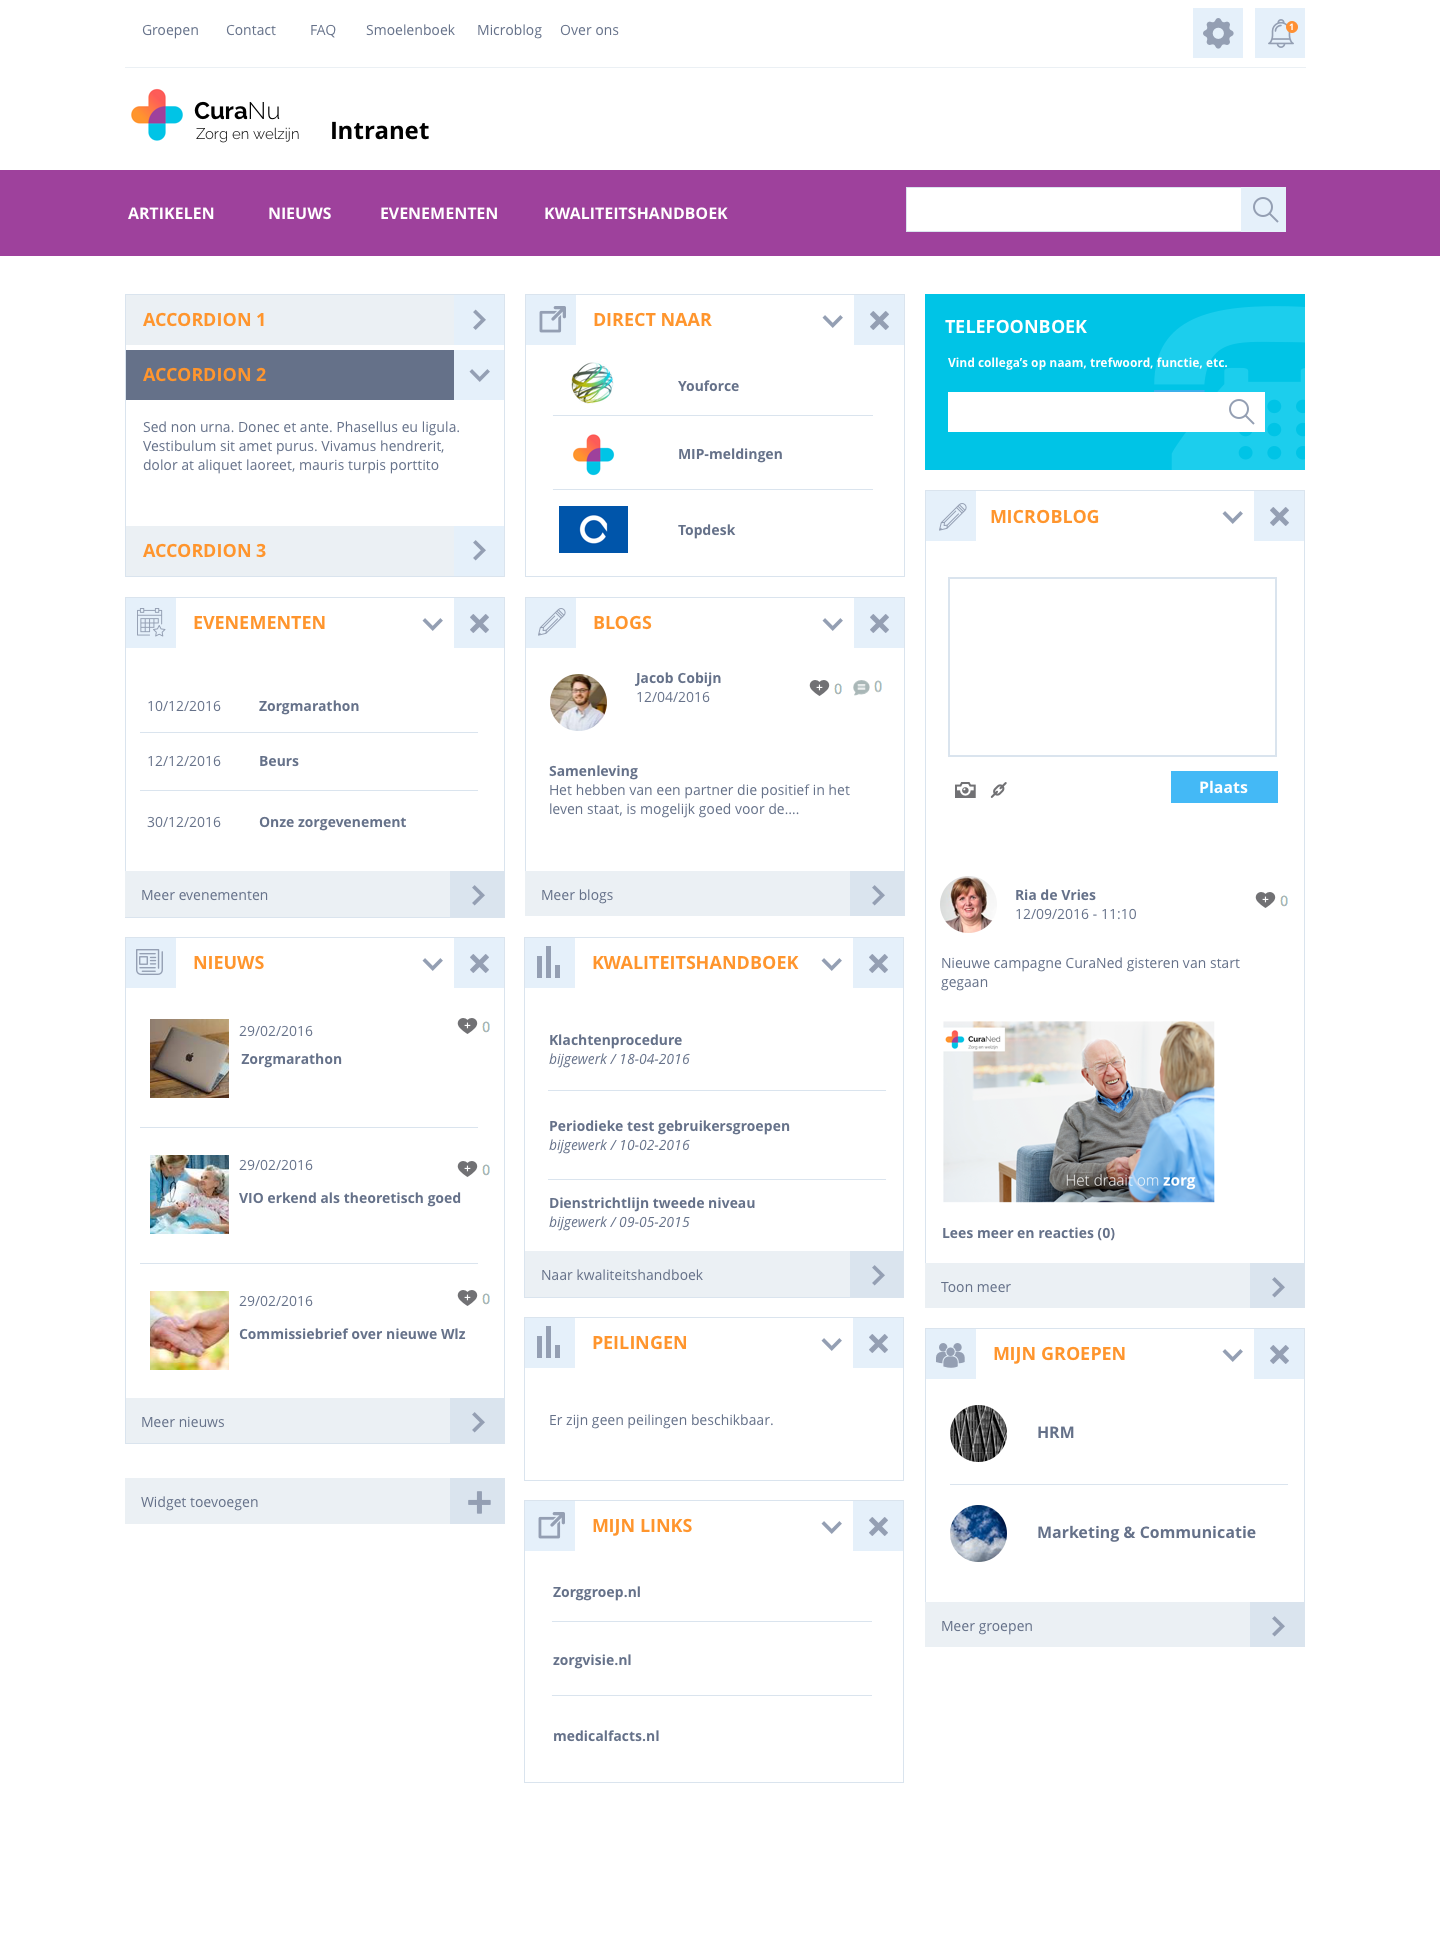 Groepen Contact FAQ Smoelenboek Microblog Over ons
1
CuraNu
Zorg en welzijn
Intranet
ARTIKELEN NIEUWS EVENEMENTEN KWALITEITSHANDBOEK
ACCORDION 1
ACCORDION 2
Sed non urna. Donec et ante. Phasellus eu ligula.
Vestibulum sit amet purus. Vivamus hendrerit,
dolor at aliquet laoreet, mauris turpis porttito
ACCORDION 3
EVENEMENTEN
10/12/2016 Zorgmarathon
12/12/2016 Beurs
30/12/2016 Onze zorgevenement
Meer evenementen
NIEUWS
29/02/2016 0
Zorgmarathon
29/02/2016 0
VIO erkend als theoretisch goed
29/02/2016 0
Commissiebrief over nieuwe Wlz
Meer nieuws
Widget toevoegen
DIRECT NAAR
Youforce
MIP-meldingen
Topdesk
BLOGS
Jacob Cobijn
12/04/2016
0 0
Samenleving
Het hebben van een partner die positief in het
leven staat, is mogelijk goed voor de....
Meer blogs
KWALITEITSHANDBOEK
Klachtenprocedure
bijgewerk / 18-04-2016
Periodieke test gebruikersgroepen
bijgewerk / 10-02-2016
Dienstrichtlijn tweede niveau
bijgewerk / 09-05-2015
Naar kwaliteitshandboek
PEILINGEN
Er zijn geen peilingen beschikbaar.
MIJN LINKS
Zorggroep.nl
zorgvisie.nl
medicalfacts.nl
TELEFOONBOEK
Vind collega's op naam, trefwoord, functie, etc.
MICROBLOG
Plaats
Ria de Vries
12/09/2016 - 11:10
0
Nieuwe campagne CuraNed gisteren van start
gegaan
CuraNed
Zorg en welzijn
Het draait om zorg
Lees meer en reacties (0)
Toon meer
MIJN GROEPEN
HRM
Marketing & Communicatie
Meer groepen